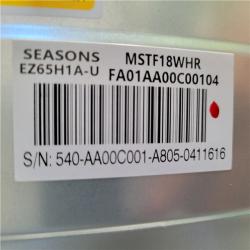 SEASONS MSTF18WHR
EZ65H1A-U FA01AA00C00104
S/N: 540-AA00C001-A805-0411616